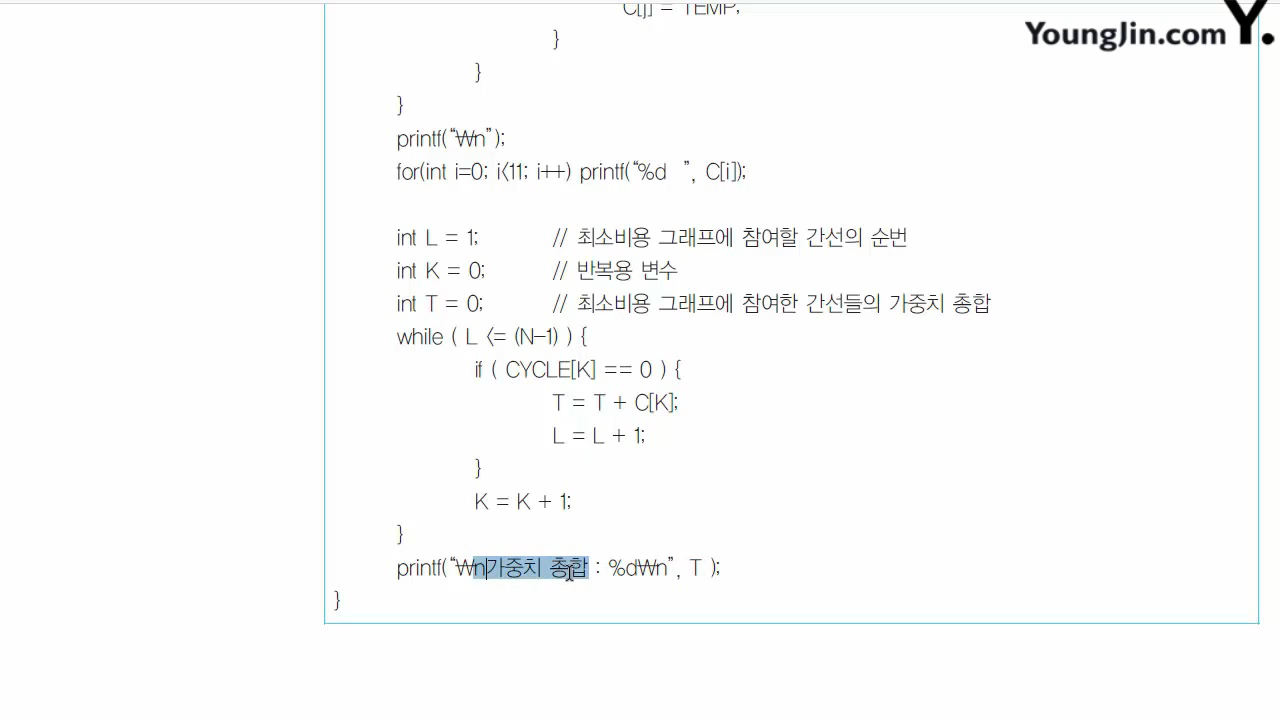 C[j] = TEMP;
YoungJin.com Y.
}
}
}
printf(“₩n”);
for(int i=0; i<11; i++) printf(“%d ”, C[i]);
int L = 1; // 최소비용 그래프에 참여할 간선의 순번
int K = 0; // 반복용 변수
int T = 0; // 최소비용 그래프에 참여한 간선들의 가중치 총합
while ( L <= (N-1) ) {
if ( CYCLE[K] == 0 ) {
T = T + C[K];
L = L + 1;
}
K = K + 1;
}
printf(“₩n가중치 총합 : %d₩n”, T );
}